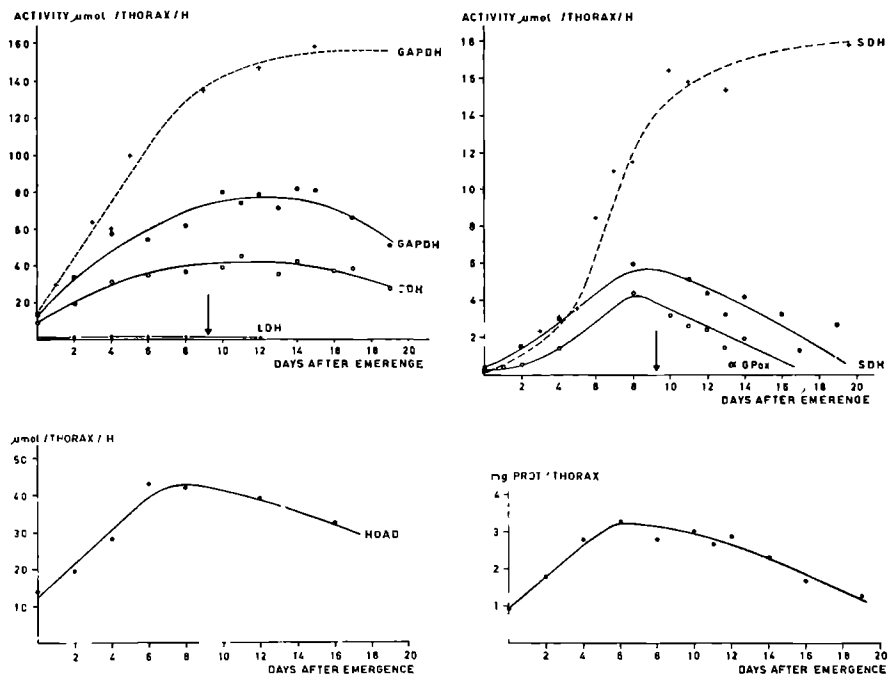 ACTIVITY µmol /THORAX/H
160
140
120
100
80
60
40
20
GAPDH
GAPDH
LDH
2 4 6 8 10 12 14 16 18 20
DAYS AFTER EMERENCE
ACTIVITY µmol /THORAX/H
16
14
12
10
8
6
4
2
SDH
α GPox
SDH
2 4 6 8 10 12 14 16 18 20
DAYS AFTER EMERENCE
µmol /THORAX/H
50
40
30
20
10
HOAD
2 4 6 8 10 12 14 16 18 20
DAYS AFTER EMERGENCE
mg PROT/THORAX
4
3
2
1
2 4 6 8 10 12 14 16 18 20
DAYS AFTER EMERGENCE